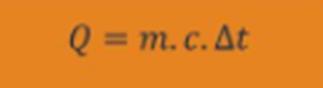 Q = m. c. Δt